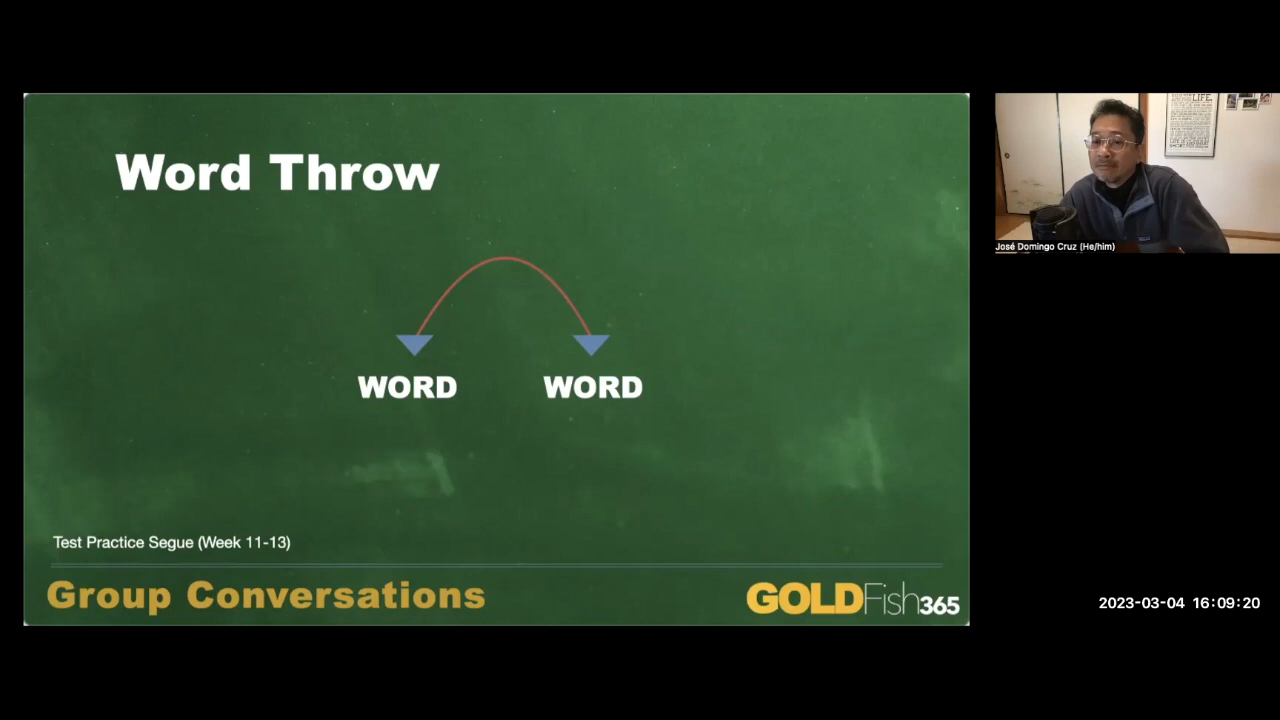 Word Throw
WORD WORD
Test Practice Segue (Week 11-13)
Group Conversations
GOLDFish365
LIFE.
José Domingo Cruz (He/him)
2023-03-04 16:09:20